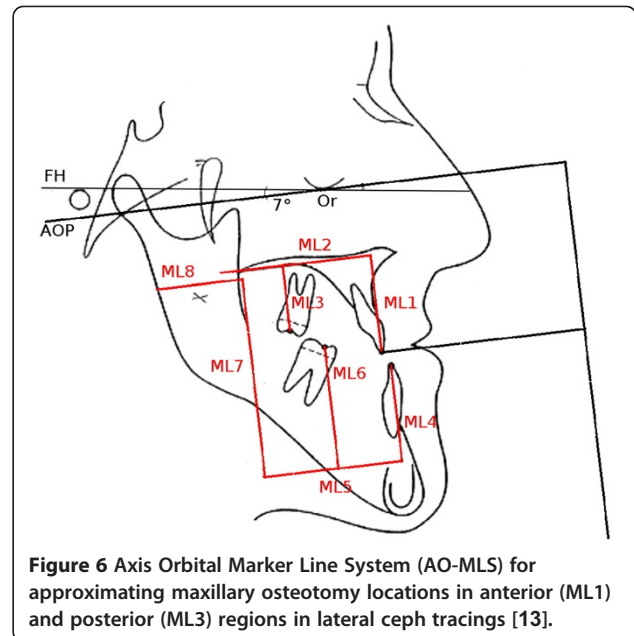 FH
7°
Or
AOP
ML2
ML8
ML3
ML1
ML7
ML6
ML4
ML5
Figure 6 Axis Orbital Marker Line System (AO-MLS) for
approximating maxillary osteotomy locations in anterior (ML1)
and posterior (ML3) regions in lateral ceph tracings [13].